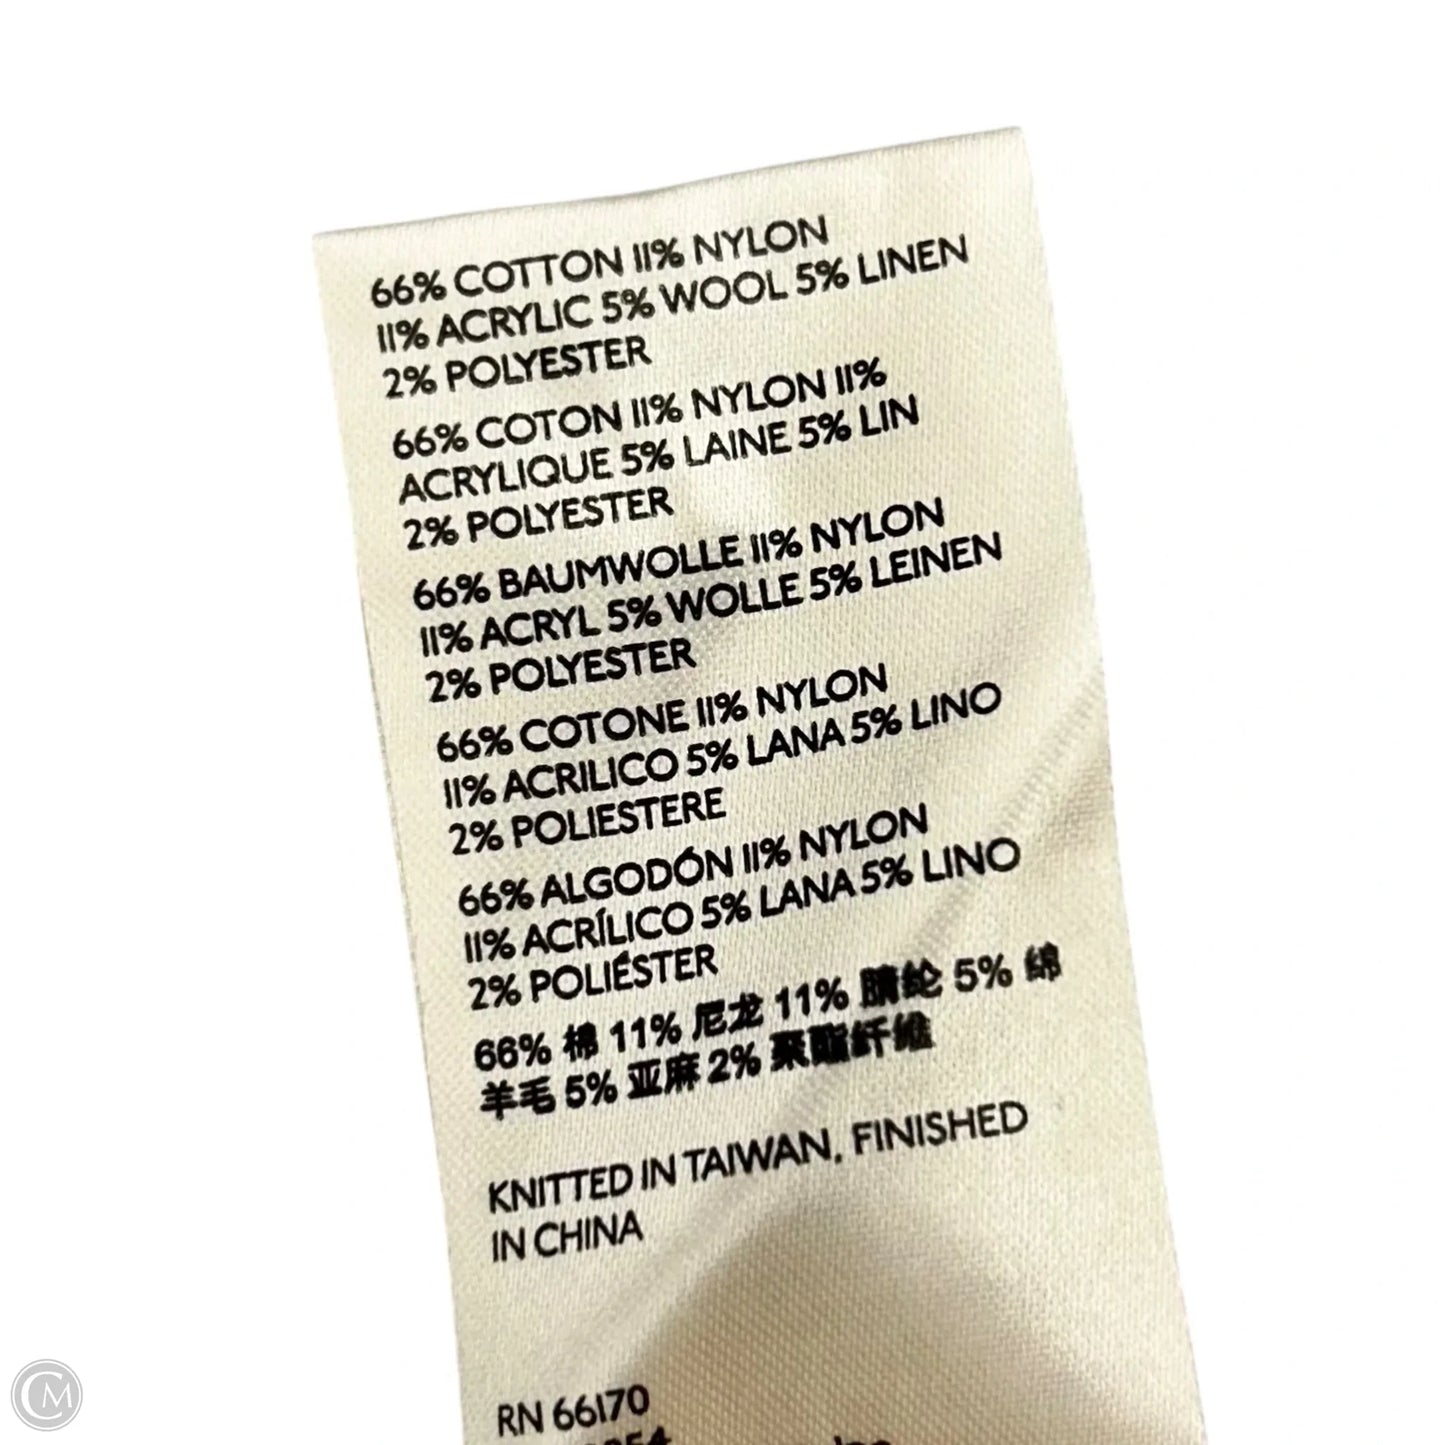 66% COTTON 11% NYLON
11% ACRYLIC 5% WOOL 5% LINEN
2% POLYESTER
66% COTON 11% NYLON 11%
ACRYLIQUE 5% LAINE 5% LIN
2% POLYESTER
66% BAUMWOLLE 11% NYLON
11% ACRYL 5% WOLLE 5% LEINEN
2% POLYESTER
66% COTONE 11% NYLON
11% ACRILICO 5% LANA 5% LINO
2% POLIESTERE
66% ALGODÓN 11% NYLON
11% ACRÍLICO 5% LANA 5% LINO
2% POLIÉSTER
66% 棉 11% 尼龙 11% 腈纶 5% 绵
羊毛 5% 亚麻 2% 聚酯纤维
KNITTED IN TAIWAN, FINISHED
IN CHINA
RN 66170
CM